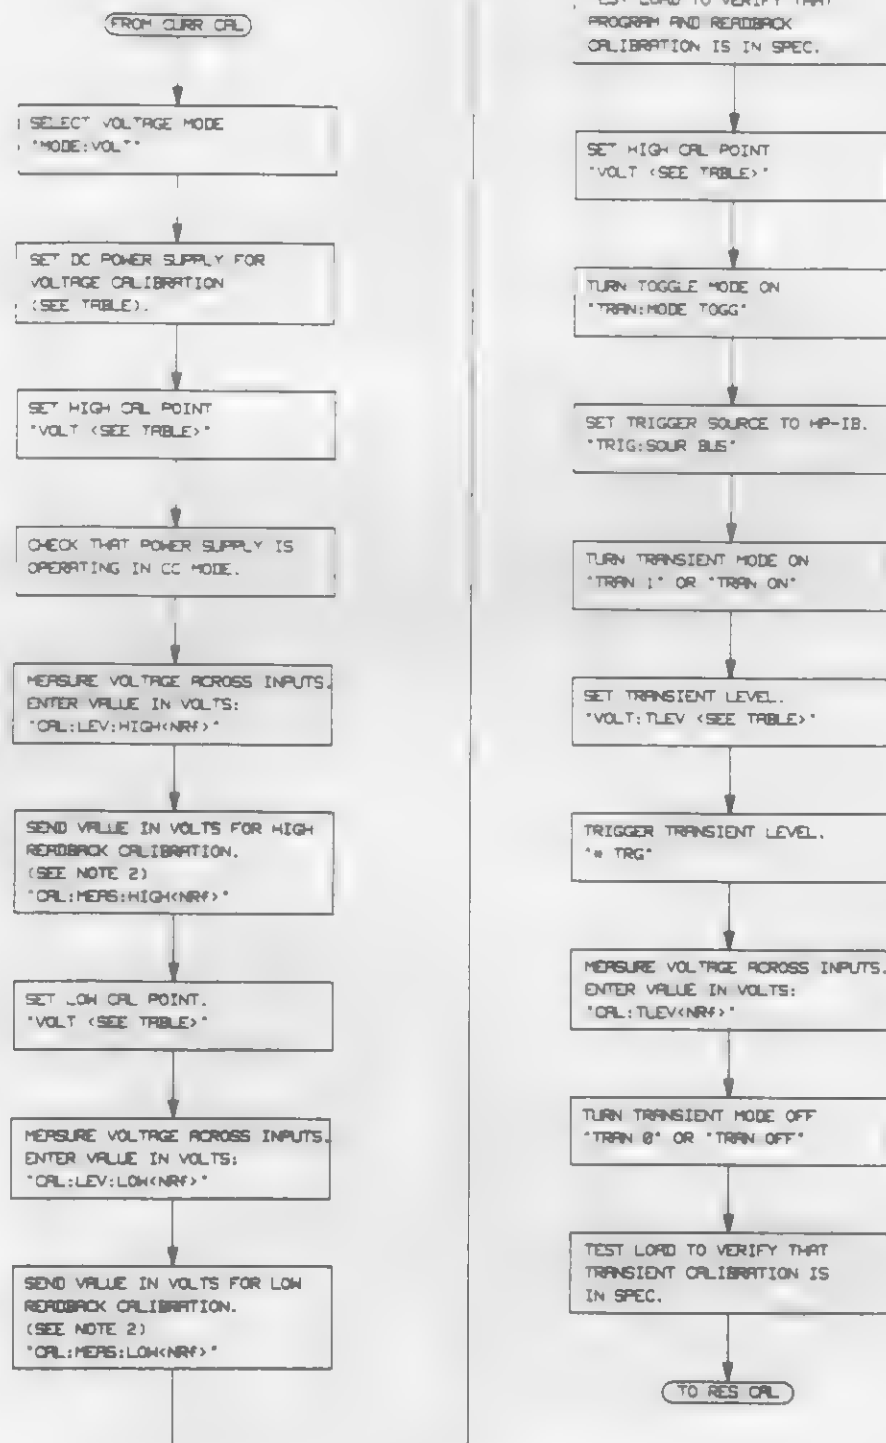 FROM CURR CAL
SELECT VOLTAGE MODE
"MODE:VOLT"
SET DC POWER SUPPLY FOR
VOLTAGE CALIBRATION
(SEE TABLE).
SET HIGH CAL POINT
"VOLT <SEE TABLE>"
CHECK THAT POWER SUPPLY IS
OPERATING IN CC MODE.
MEASURE VOLTAGE ACROSS INPUTS.
ENTER VALUE IN VOLTS:
"CAL:LEV:HIGH<NRf>"
SEND VALUE IN VOLTS FOR HIGH
READBACK CALIBRATION.
(SEE NOTE 2)
"CAL:MEAS:HIGH<NRf>"
SET LOW CAL POINT.
"VOLT <SEE TABLE>"
MEASURE VOLTAGE ACROSS INPUTS.
ENTER VALUE IN VOLTS:
"CAL:LEV:LOW<NRf>"
SEND VALUE IN VOLTS FOR LOW
READBACK CALIBRATION.
(SEE NOTE 2)
"CAL:MEAS:LOW<NRf>"
TEST LOAD TO VERIFY THAT
PROGRAM AND READBACK
CALIBRATION IS IN SPEC.
SET HIGH CAL POINT
"VOLT <SEE TABLE>"
TURN TOGGLE MODE ON
"TRAN:MODE TOGG"
SET TRIGGER SOURCE TO HP-IB.
"TRIG:SOUR BUS"
TURN TRANSIENT MODE ON
"TRAN 1" OR "TRAN ON"
SET TRANSIENT LEVEL.
"VOLT:TLEV <SEE TABLE>"
TRIGGER TRANSIENT LEVEL.
"* TRG"
MEASURE VOLTAGE ACROSS INPUTS.
ENTER VALUE IN VOLTS:
"CAL:TLEV<NRf>"
TURN TRANSIENT MODE OFF
"TRAN 0" OR "TRAN OFF"
TEST LOAD TO VERIFY THAT
TRANSIENT CALIBRATION IS
IN SPEC.
TO RES CAL